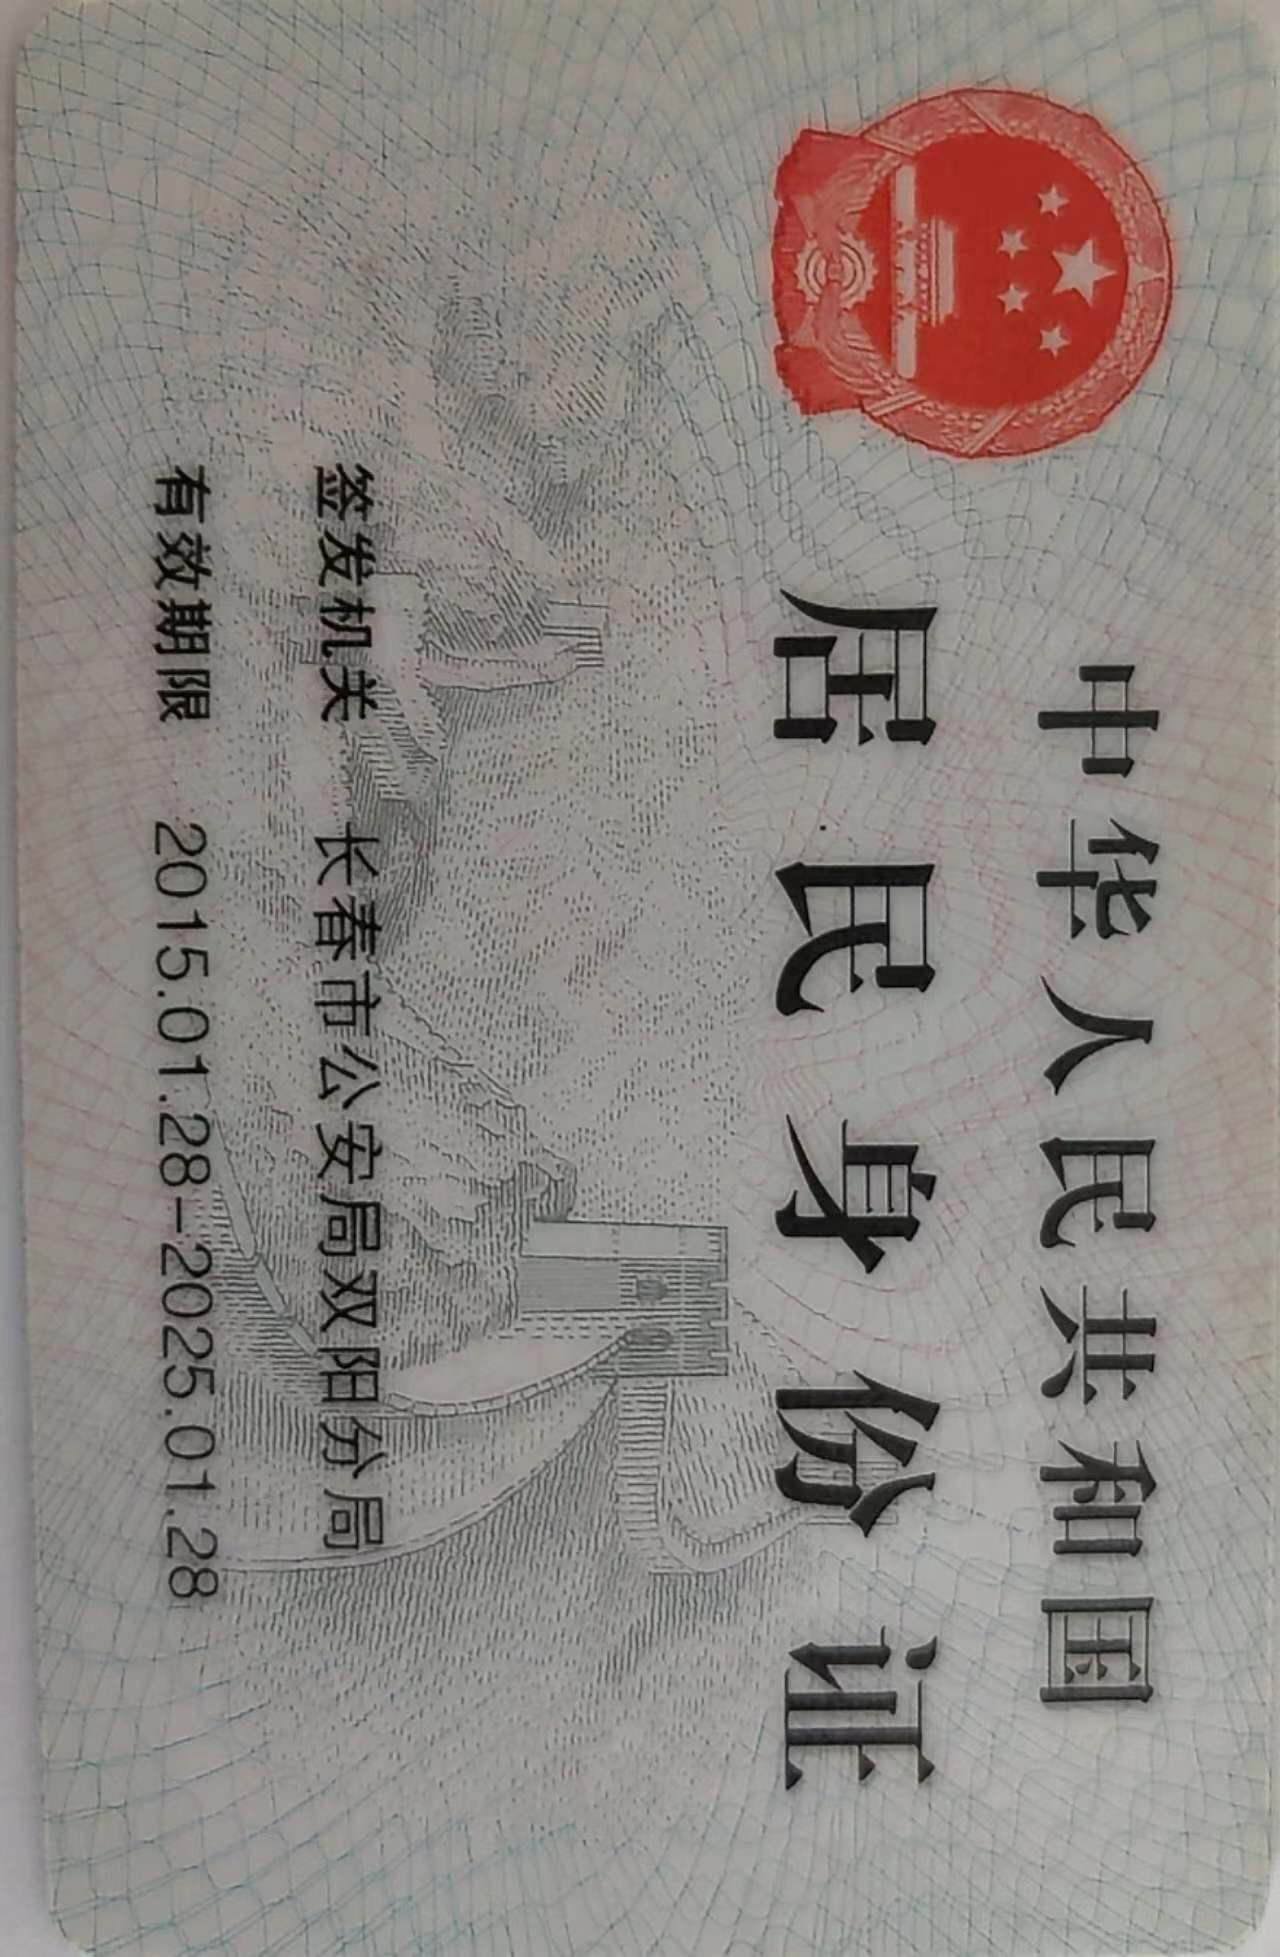 中华人民共和国
居民身份证
签发机关 长春市公安局双阳分局
有效期限 2015.01.28-2025.01.28